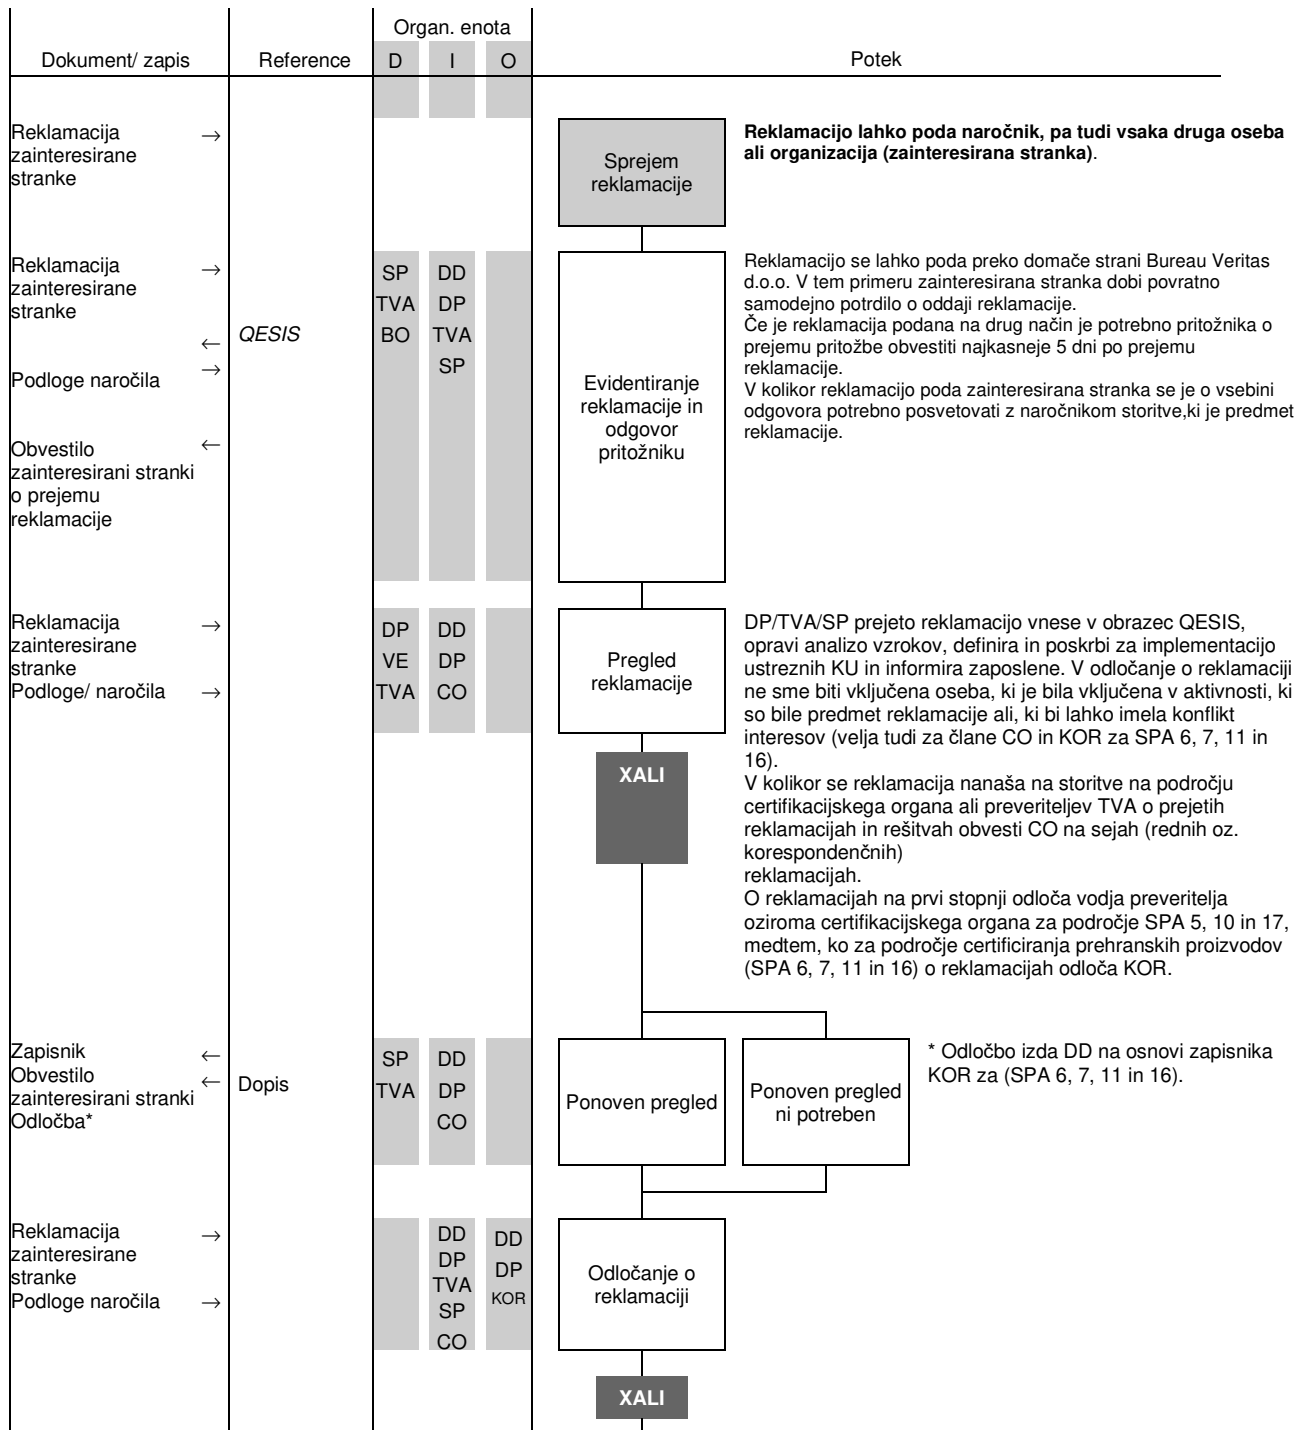 Organ. enota
Dokument/ zapis Reference D I O Potek
Reklamacija →
zainteresirane
stranke
Sprejem
reklamacije
Reklamacijo lahko poda naročnik, pa tudi vsaka druga oseba
ali organizacija (zainteresirana stranka).
Reklamacija →
zainteresirane
stranke
←
Podloge naročila →
Obvestilo ←
zainteresirani stranki
o prejemu
reklamacije
QESIS
SP DD
TVA DP
BO TVA
SP
Evidentiranje
reklamacije in
odgovor
pritožniku
Reklamacijo se lahko poda preko domače strani Bureau Veritas
d.o.o. V tem primeru zainteresirana stranka dobi povratno
samodejno potrdilo o oddaji reklamacije.
Če je reklamacija podana na drug način je potrebno pritožnika o
prejemu pritožbe obvestiti najkasneje 5 dni po prejemu
reklamacije.
V kolikor reklamacijo poda zainteresirana stranka se je o vsebini
odgovora potrebno posvetovati z naročnikom storitve,ki je predmet
reklamacije.
Reklamacija →
zainteresirane
stranke
Podloge/ naročila →
DP DD
VE DP
TVA CO
Pregled
reklamacije
XALI
DP/TVA/SP prejeto reklamacijo vnese v obrazec QESIS,
opravi analizo vzrokov, definira in poskrbi za implementacijo
ustreznih KU in informira zaposlene. V odločanje o reklamaciji
ne sme biti vključena oseba, ki je bila vključena v aktivnosti, ki
so bile predmet reklamacije ali, ki bi lahko imela konflikt
interesov (velja tudi za člane CO in KOR za SPA 6, 7, 11 in
16).
V kolikor se reklamacija nanaša na storitve na področju
certifikacijskega organa ali preveriteljev TVA o prejetih
reklamacijah in rešitvah obvesti CO na sejah (rednih oz.
korespondenčnih)
reklamacijah.
O reklamacijah na prvi stopnji odloča vodja preveritelja
oziroma certifikacijskega organa za področje SPA 5, 10 in 17,
medtem, ko za področje certificiranja prehranskih proizvodov
(SPA 6, 7, 11 in 16) o reklamacijah odloča KOR.
Zapisnik ←
Obvestilo ←
zainteresirani stranki
Odločba*
Dopis
SP DD
TVA DP
CO
Ponoven pregled
Ponoven pregled
ni potreben
* Odločbo izda DD na osnovi zapisnika
KOR za (SPA 6, 7, 11 in 16).
Reklamacija →
zainteresirane
stranke
Podloge naročila →
DD DD
DP DP
TVA KOR
SP
CO
Odločanje o
reklamaciji
XALI